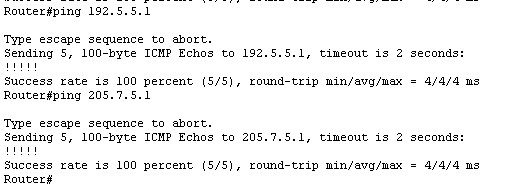 Router#ping 192.5.5.1
Type escape sequence to abort.
Sending 5, 100-byte ICMP Echos to 192.5.5.1, timeout is 2 seconds:
!!!!!
Success rate is 100 percent (5/5), round-trip min/avg/max = 4/4/4 ms
Router#ping 205.7.5.1
Type escape sequence to abort.
Sending 5, 100-byte ICMP Echos to 205.7.5.1, timeout is 2 seconds:
!!!!!
Success rate is 100 percent (5/5), round-trip min/avg/max = 4/4/4 ms
Router#